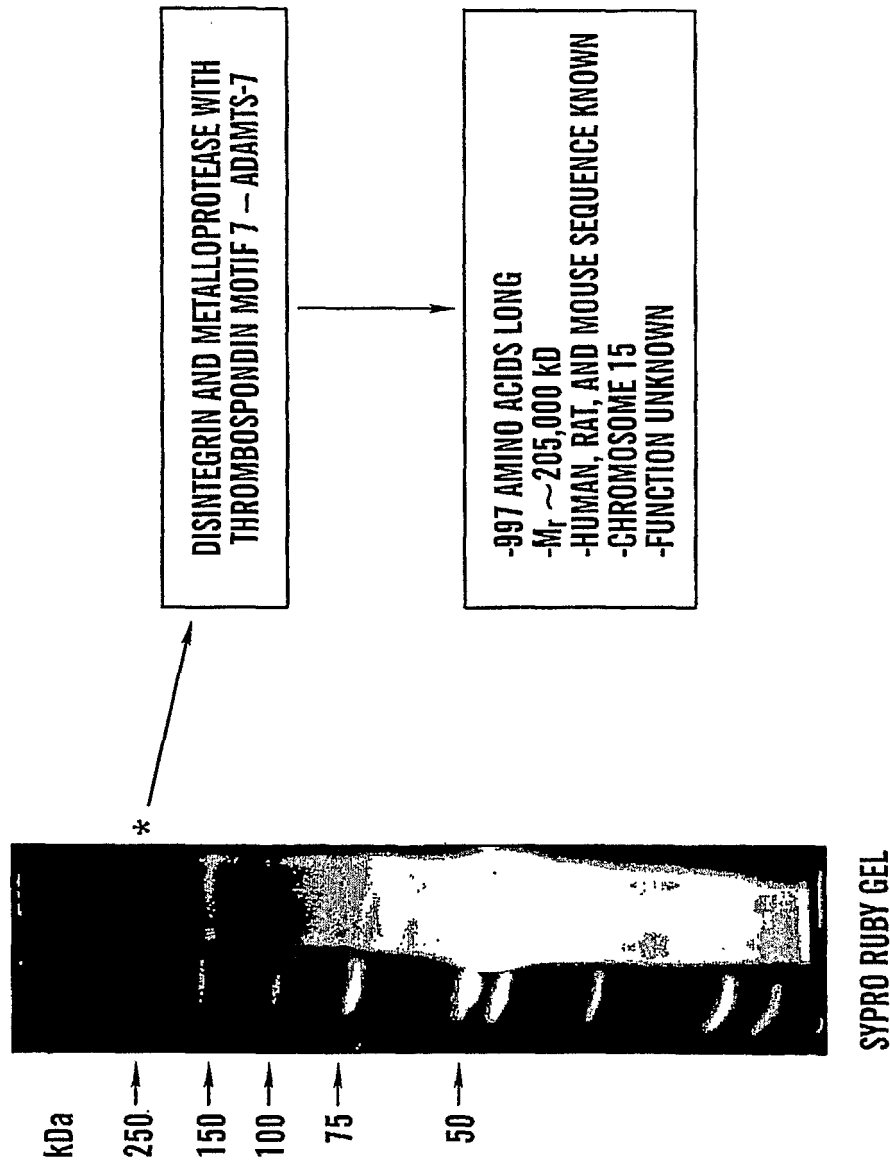 kDa
250
150
100
75
50
*
SYPRO RUBY GEL
DISINTEGRIN AND METALLOPROTEASE WITH
THROMBOSPONDIN MOTIF 7 – ADAMTS-7
-997 AMINO ACIDS LONG
-Mr ~205,000 kD
-HUMAN, RAT, AND MOUSE SEQUENCE KNOWN
-CHROMOSOME 15
-FUNCTION UNKNOWN